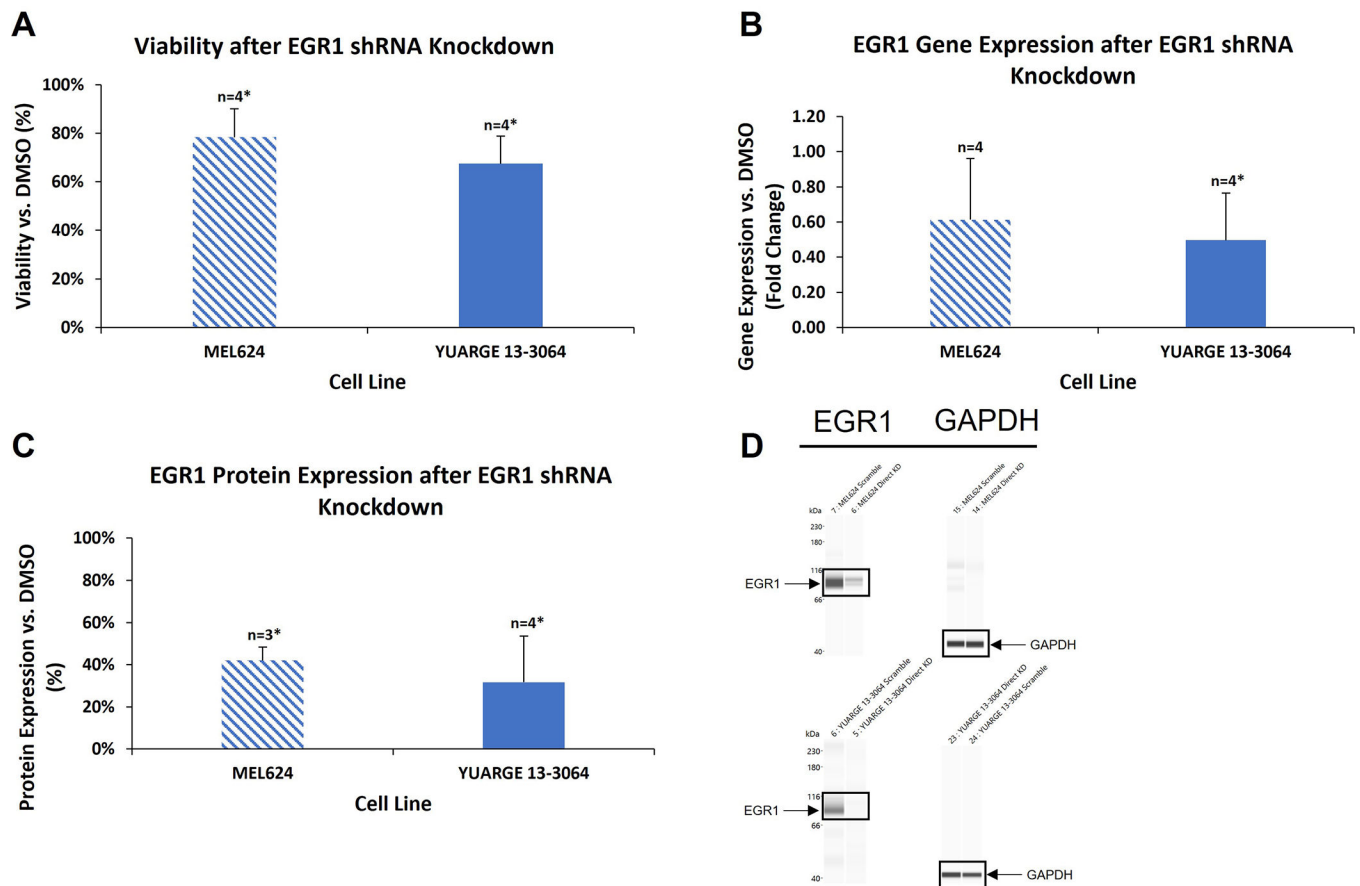 A
Viability after EGR1 shRNA Knockdown
Viability vs. DMSO (%)
100%
80%
60%
40%
20%
0%
n=4*
n=4*
MEL624
YUARGE 13-3064
Cell Line
B
EGR1 Gene Expression after EGR1 shRNA
Knockdown
Gene Expression vs. DMSO
(Fold Change)
1.20
1.00
0.80
0.60
0.40
0.20
0.00
n=4
n=4*
MEL624
YUARGE 13-3064
Cell Line
C
EGR1 Protein Expression after EGR1 shRNA
Knockdown
Protein Expression vs. DMSO
(%)
100%
80%
60%
40%
20%
0%
n=3*
n=4*
MEL624
YUARGE 13-3064
Cell Line
D
EGR1 GAPDH
7 : MEL624 Scramble
6 : MEL624 Direct KD
15 : MEL624 Scramble
14 : MEL624 Direct KD
kDa
230
180
116
66
40
EGR1
GAPDH
6 : YUARGE 13-3064 Scramble
5 : YUARGE 13-3064 Direct KD
23 : YUARGE 13-3064 Direct KD
24 : YUARGE 13-3064 Scramble
kDa
230
180
116
66
40
EGR1
GAPDH